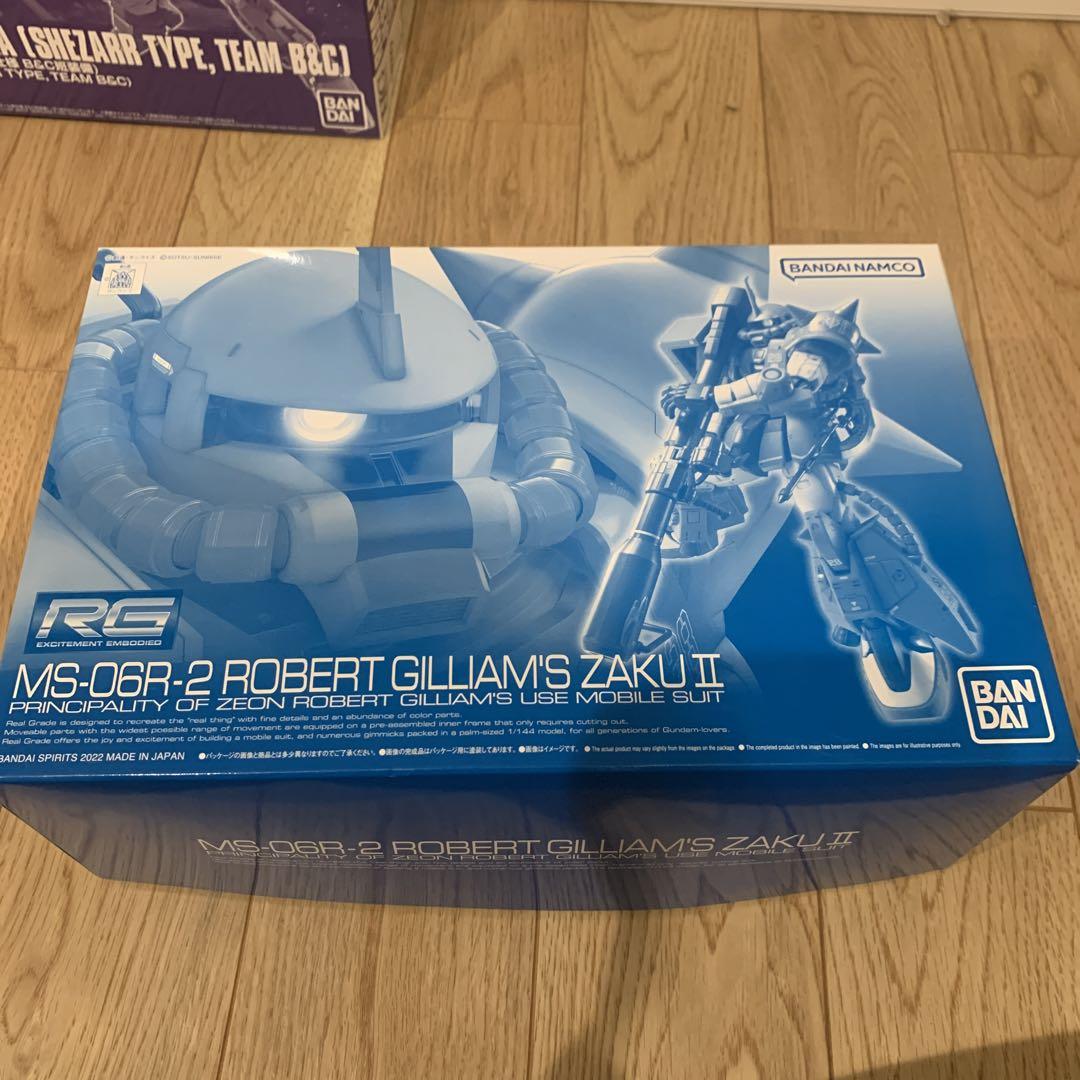 A (SHEZARR TYPE, TEAM B&C)
B&C班装備)
TYPE, TEAM B&C)
BAN
DAI
©SOTSU・SUNRISE
BANDAI NAMCO
RG
EXCITEMENT EMBODIED
MS-06R-2 ROBERT GILLIAM'S ZAKU II
PRINCIPALITY OF ZEON ROBERT GILLIAM'S USE MOBILE SUIT
Real Grade is designed to recreate the "real thing" with fine details and an abundance of color parts.
Moveable parts with the widest possible range of movement are equipped on a pre-assembled inner frame that only requires cutting out.
Real Grade offers the joy and excitement of building a mobile suit, and numerous gimmicks packed in a palm-sized 1/144 model, for all generations of Gundam-lovers.
BANDAI SPIRITS 2022 MADE IN JAPAN ●パッケージの画像と商品とは多少異なりますのでご了承ください。 ●画像の完成品はパッケージ用に塗装してあります。 ●画像はイメージです。 ● The actual product may vary slightly from the images on the package. ● The completed product in the image has been painted. ● The images are for illustrative purposes only.
BAN
DAI
MS-06R-2 ROBERT GILLIAM'S ZAKU II
PRINCIPALITY OF ZEON ROBERT GILLIAM'S USE MOBILE SUIT